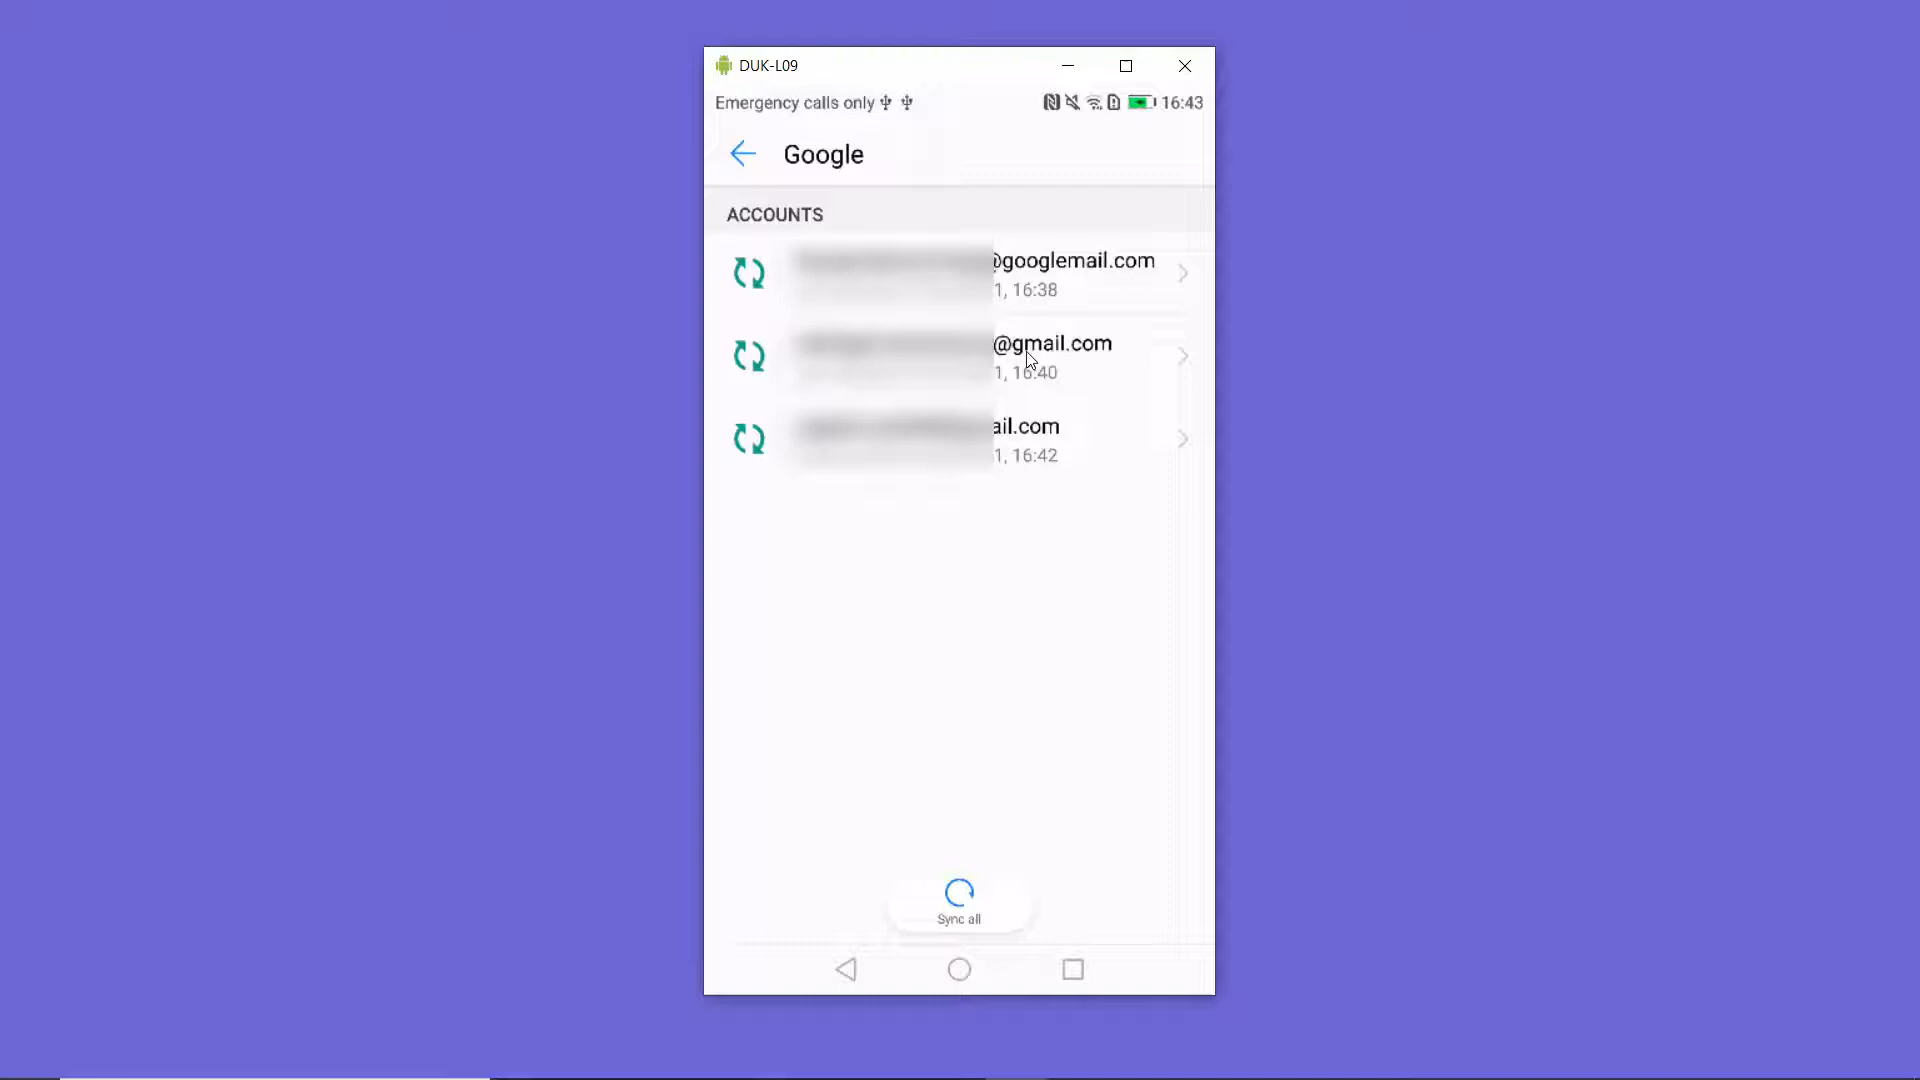 DUK-L09
Emergency calls only 16:43
Google
ACCOUNTS
@googlemail.com
1, 16:38
@gmail.com
1, 16:40
ail.com
1, 16:42
Sync all